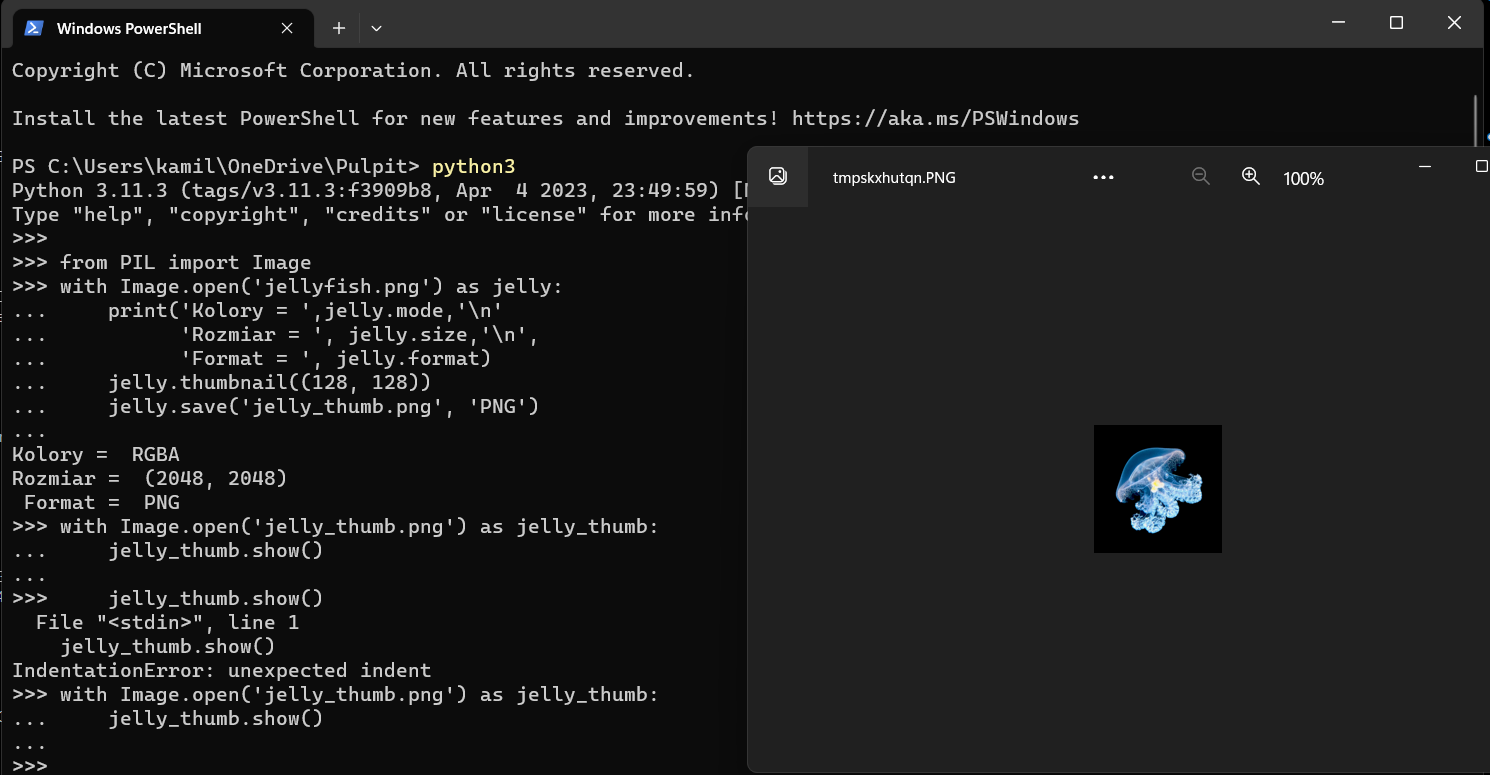 Windows PowerShell
Copyright (C) Microsoft Corporation. All rights reserved.
Install the latest PowerShell for new features and improvements! https://aka.ms/PSWindows
PS C:\Users\kamil\OneDrive\Pulpit> python3
Python 3.11.3 (tags/v3.11.3:f3909b8, Apr  4 2023, 23:49:59) [
Type "help", "copyright", "credits" or "license" for more
>>>
>>> from PIL import Image
>>> with Image.open('jellyfish.png') as jelly:
...     print('Kolory = ',jelly.mode,'\n'
...           'Rozmiar = ', jelly.size,'\n',
...           'Format = ', jelly.format)
...     jelly.thumbnail((128, 128))
...     jelly.save('jelly_thumb.png', 'PNG')
...
Kolory =  RGBA
Rozmiar =  (2048, 2048)
 Format =  PNG
>>> with Image.open('jelly_thumb.png') as jelly_thumb:
...     jelly_thumb.show()
...
>>>     jelly_thumb.show()
  File "<stdin>", line 1
    jelly_thumb.show()
IndentationError: unexpected indent
>>> with Image.open('jelly_thumb.png') as jelly_thumb:
...     jelly_thumb.show()
...
>>>
tmpskxhutqn.PNG
100%